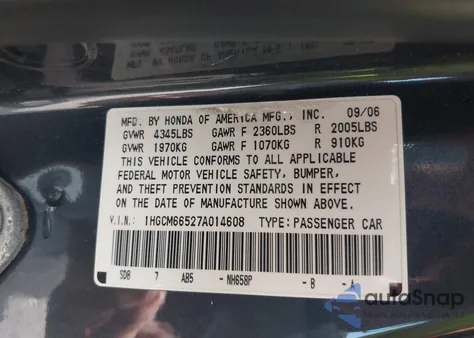 MFD. BY HONDA OF AMERICA MFG., INC. 09/06
GVWR 4345LBS GAWR F 2360LBS R 2005LBS
GVWR 1970KG GAWR F 1070KG R 910KG
THIS VEHICLE CONFORMS TO ALL APPLICABLE
FEDERAL MOTOR VEHICLE SAFETY, BUMPER,
AND THEFT PREVENTION STANDARDS IN EFFECT
ON THE DATE OF MANUFACTURE SHOWN ABOVE.
V.I.N: 1HGCM66527A014608 TYPE: PASSENGER CAR
SDB 7 AB5 -NH658P -B -A
autoSnap